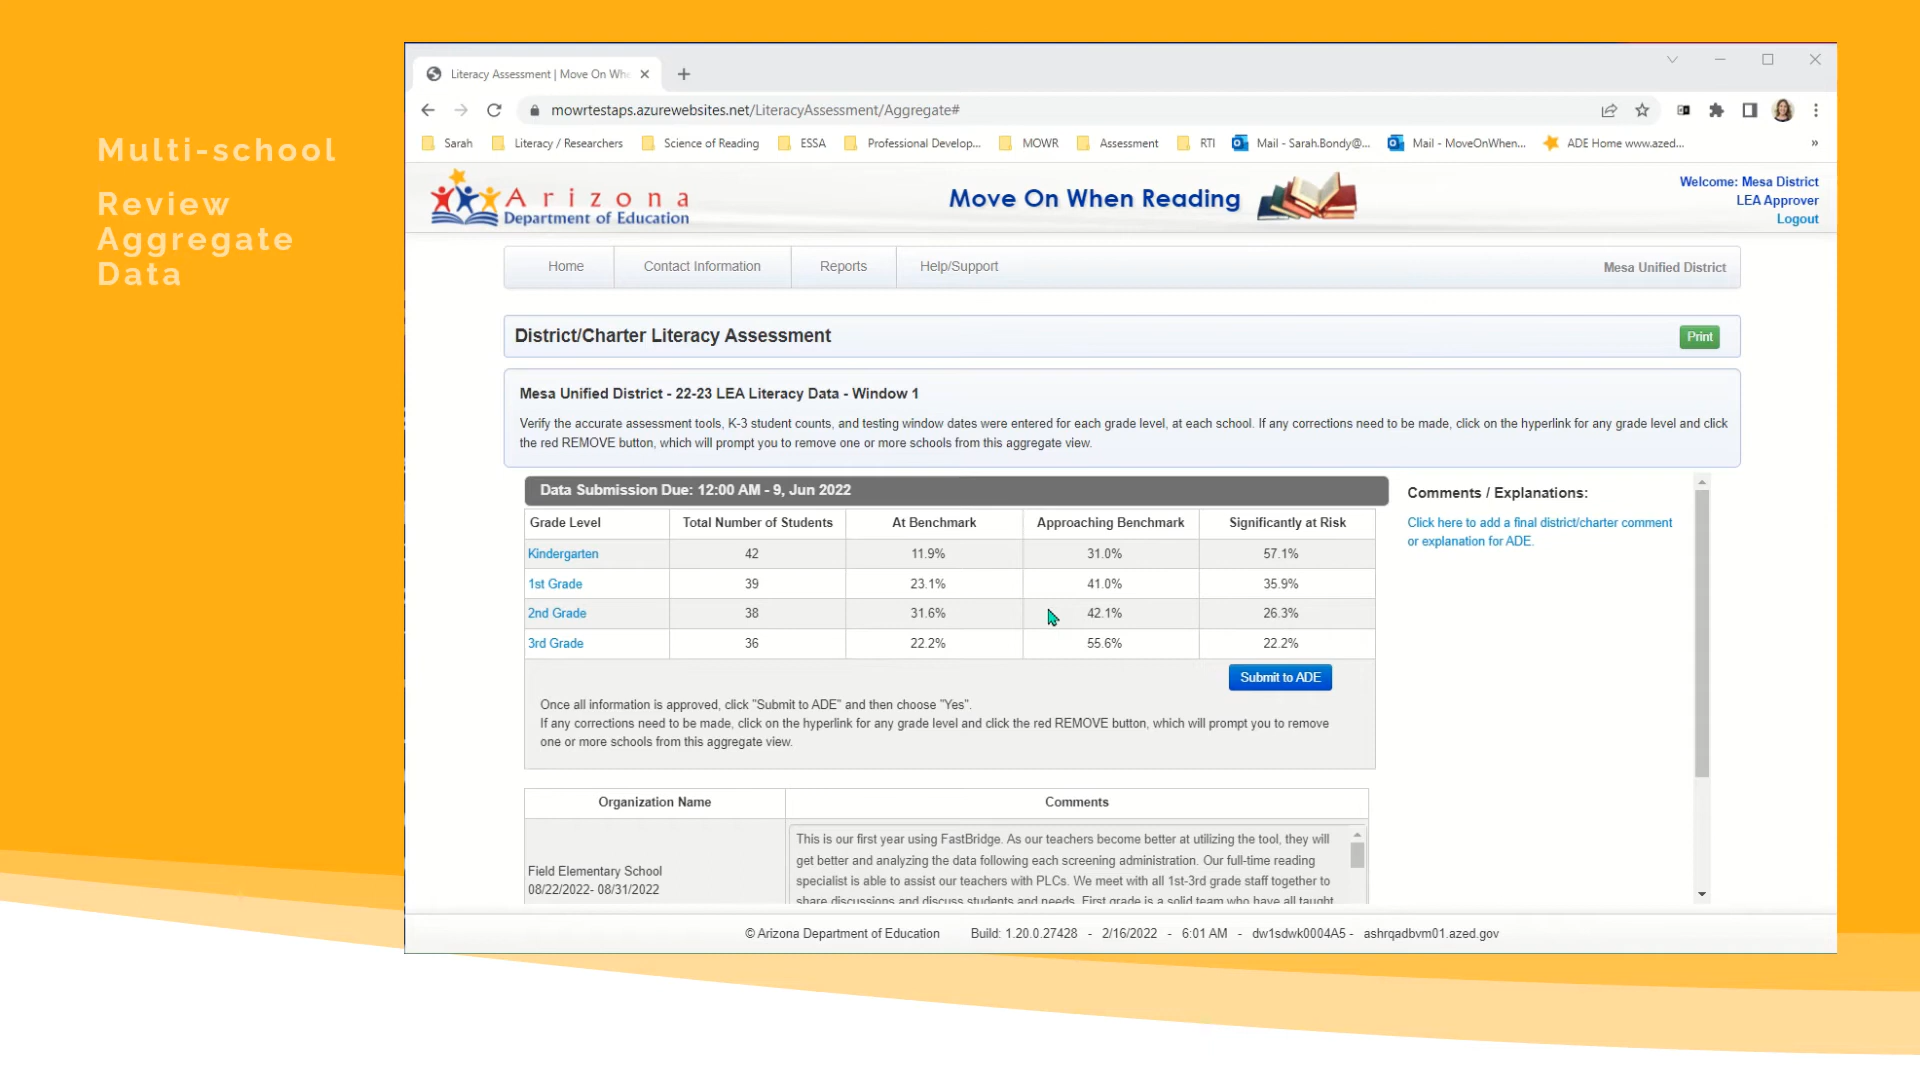 Multi-school
Review
Aggregate
Data
Literacy Assessment | Move On Whe
mowrtestaps.azurewebsites.net/LiteracyAssessment/Aggregate#
Sarah
Literacy / Researchers
Science of Reading
ESSA
Professional Develop...
MOWR
Assessment
RTI
Mail - Sarah.Bondy@...
Mail - MoveOnWhen...
ADE Home www.azed...
»
Arizona
Department of Education
Move On When Reading
Welcome: Mesa District
LEA Approver
Logout
Home
Contact Information
Reports
Help/Support
Mesa Unified District
District/Charter Literacy Assessment
Print
Mesa Unified District - 22-23 LEA Literacy Data - Window 1
Verify the accurate assessment tools, K-3 student counts, and testing window dates were entered for each grade level, at each school. If any corrections need to be made, click on the hyperlink for any grade level and click
the red REMOVE button, which will prompt you to remove one or more schools from this aggregate view.
Data Submission Due: 12:00 AM - 9, Jun 2022
Grade Level Total Number of Students At Benchmark Approaching Benchmark Significantly at Risk
Kindergarten 42 11.9% 31.0% 57.1%
1st Grade 39 23.1% 41.0% 35.9%
2nd Grade 38 31.6% 42.1% 26.3%
3rd Grade 36 22.2% 55.6% 22.2%
Submit to ADE
Once all information is approved, click "Submit to ADE" and then choose "Yes".
If any corrections need to be made, click on the hyperlink for any grade level and click the red REMOVE button, which will prompt you to remove
one or more schools from this aggregate view.
Comments / Explanations:
Click here to add a final district/charter comment
or explanation for ADE.
Organization Name Comments
Field Elementary School
08/22/2022- 08/31/2022
This is our first year using FastBridge. As our teachers become better at utilizing the tool, they will
get better and analyzing the data following each screening administration. Our full-time reading
specialist is able to assist our teachers with PLCs. We meet with all 1st-3rd grade staff together to
share discussions and discuss students and needs. First grade is a solid team who have all taught
© Arizona Department of Education Build: 1.20.0.27428 - 2/16/2022 - 6:01 AM - dw1sdwk0004A5 - ashrqadbvm01.azed.gov